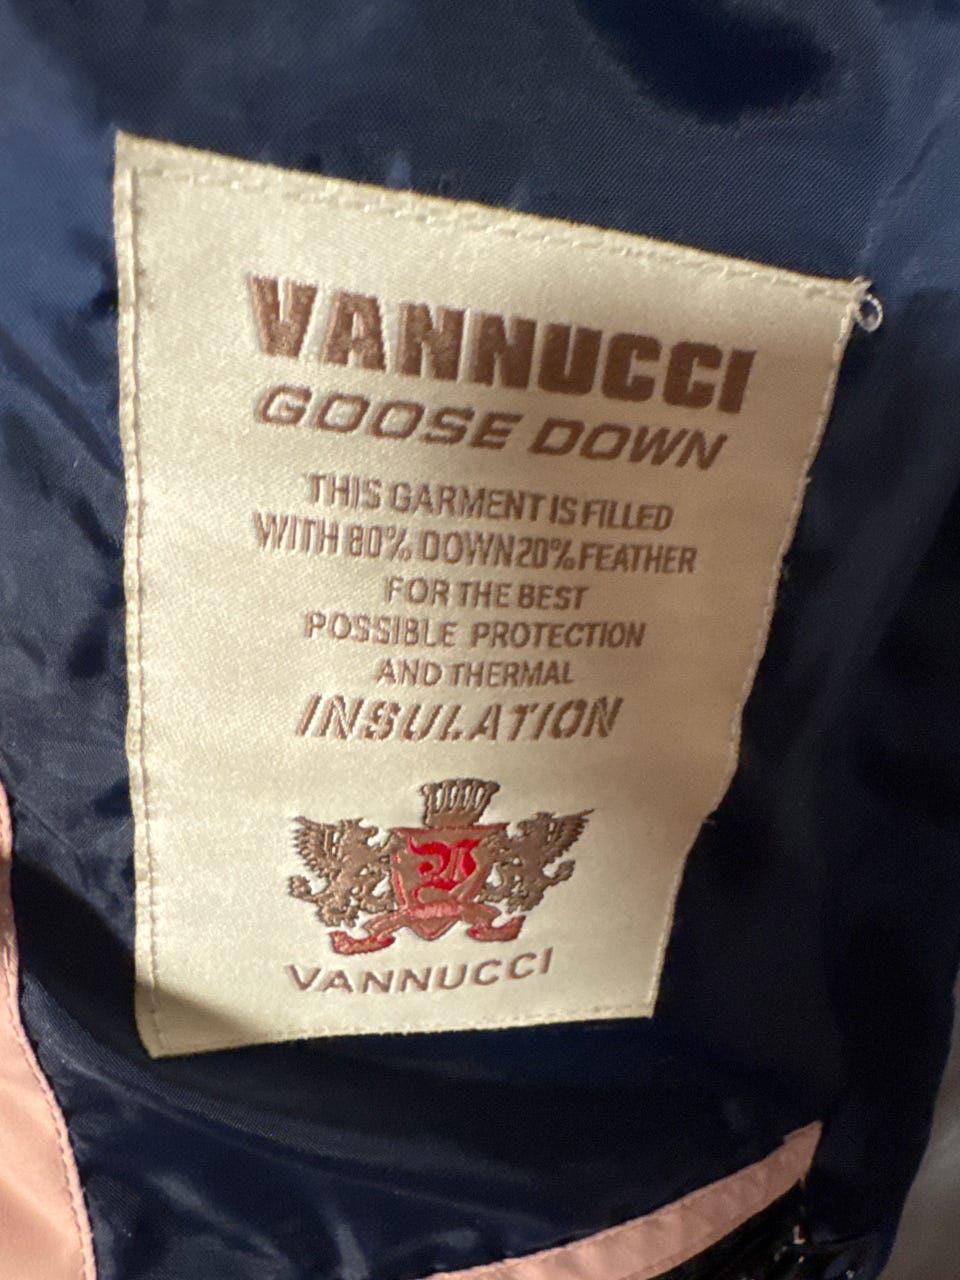 VANNUCCI
GOOSE DOWN
THIS GARMENT IS FILLED
WITH 80% DOWN 20% FEATHER
FOR THE BEST
POSSIBLE PROTECTION
AND THERMAL
INSULATION
VANNUCCI